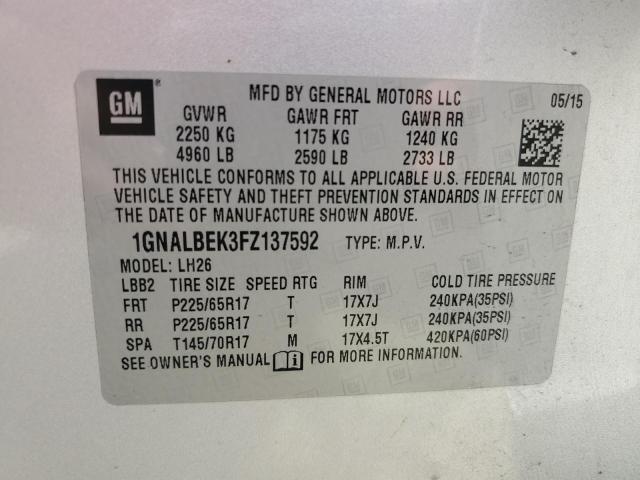 GM
MFD BY GENERAL MOTORS LLC 05/15
GVWR GAWR FRT GAWR RR
2250 KG 1175 KG 1240 KG
4960 LB 2590 LB 2733 LB
THIS VEHICLE CONFORMS TO ALL APPLICABLE U.S. FEDERAL MOTOR
VEHICLE SAFETY AND THEFT PREVENTION STANDARDS IN EFFECT ON
THE DATE OF MANUFACTURE SHOWN ABOVE.
1GNALBEK3FZ137592 TYPE: M.P.V.
MODEL: LH26
LBB2 TIRE SIZE SPEED RTG RIM COLD TIRE PRESSURE
FRT P225/65R17 T 17X7J 240KPA(35PSI)
RR P225/65R17 T 17X7J 240KPA(35PSI)
SPA T145/70R17 M 17X4.5T 420KPA(60PSI)
SEE OWNER'S MANUAL FOR MORE INFORMATION.